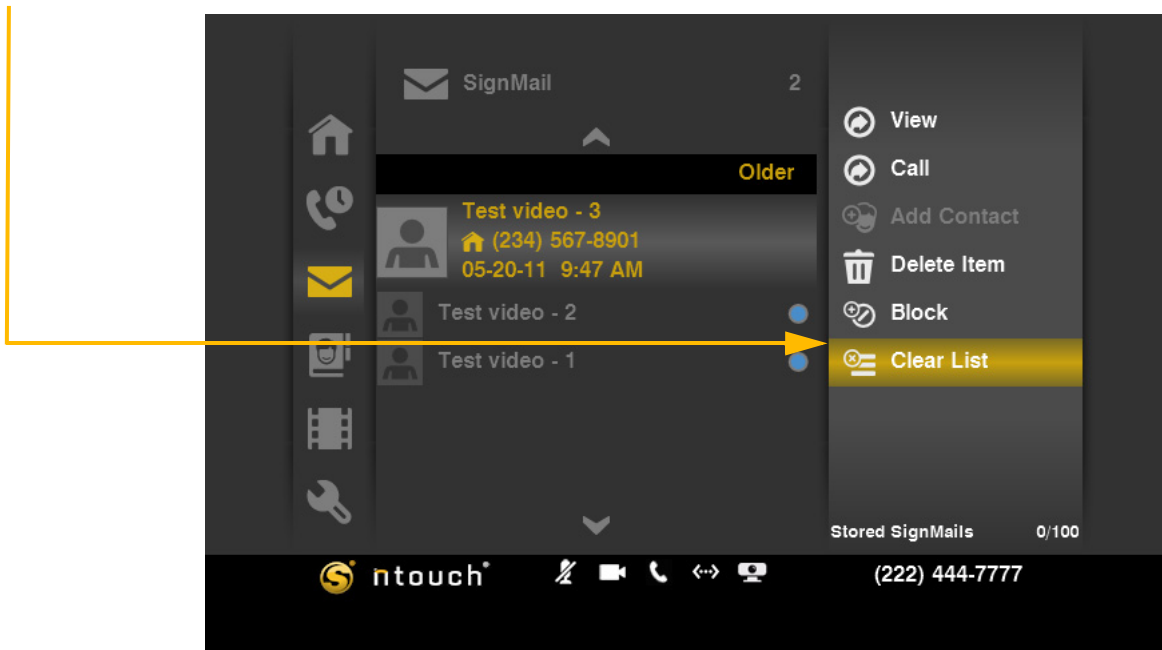 SignMail 2
Older
Test video - 3
(234) 567-8901
05-20-11 9:47 AM
Test video - 2
Test video - 1
View
Call
Add Contact
Delete Item
Block
Clear List
Stored SignMails 0/100
S ntouch (222) 444-7777